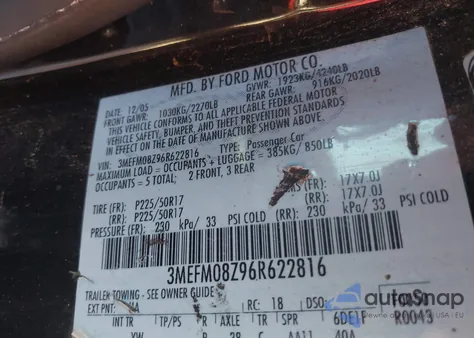 MFD. BY FORD MOTOR CO.
DATE: 12/05 GVWR: 1923KG/4240LB
FRONT GAWR: 1030KG/2270LB REAR GAWR: 916KG/2020LB
THIS VEHICLE CONFORMS TO ALL APPLICABLE FEDERAL MOTOR
VEHICLE SAFETY, BUMPER, AND THEFT PREVENTION STANDARDS
IN EFFECT ON THE DATE OF MANUFACTURE SHOWN ABOVE.
VIN: 3MEFM08Z96R622816 TYPE: Passenger Car
MAXIMUM LOAD = OCCUPANTS + LUGGAGE = 385KG/ 850LB
OCCUPANTS = 5 TOTAL; 2 FRONT, 3 REAR
TIRE (FR): P225/50R17 (FR): 17X7.0J
(RR): P225/50R17 (RR): 17X7.0J
PRESSURE (FR): 230 kPa/ 33 PSI COLD (RR): 230 kPa/ 33 PSI COLD
3MEFM08Z96R622816
TRAILER TOWING - SEE OWNER GUIDE
EXT PNT: RC: 18 DSO:
INT TR TP/PS R AXLE TR SPR 6DE1F R0043
AA11 40A
autosnap